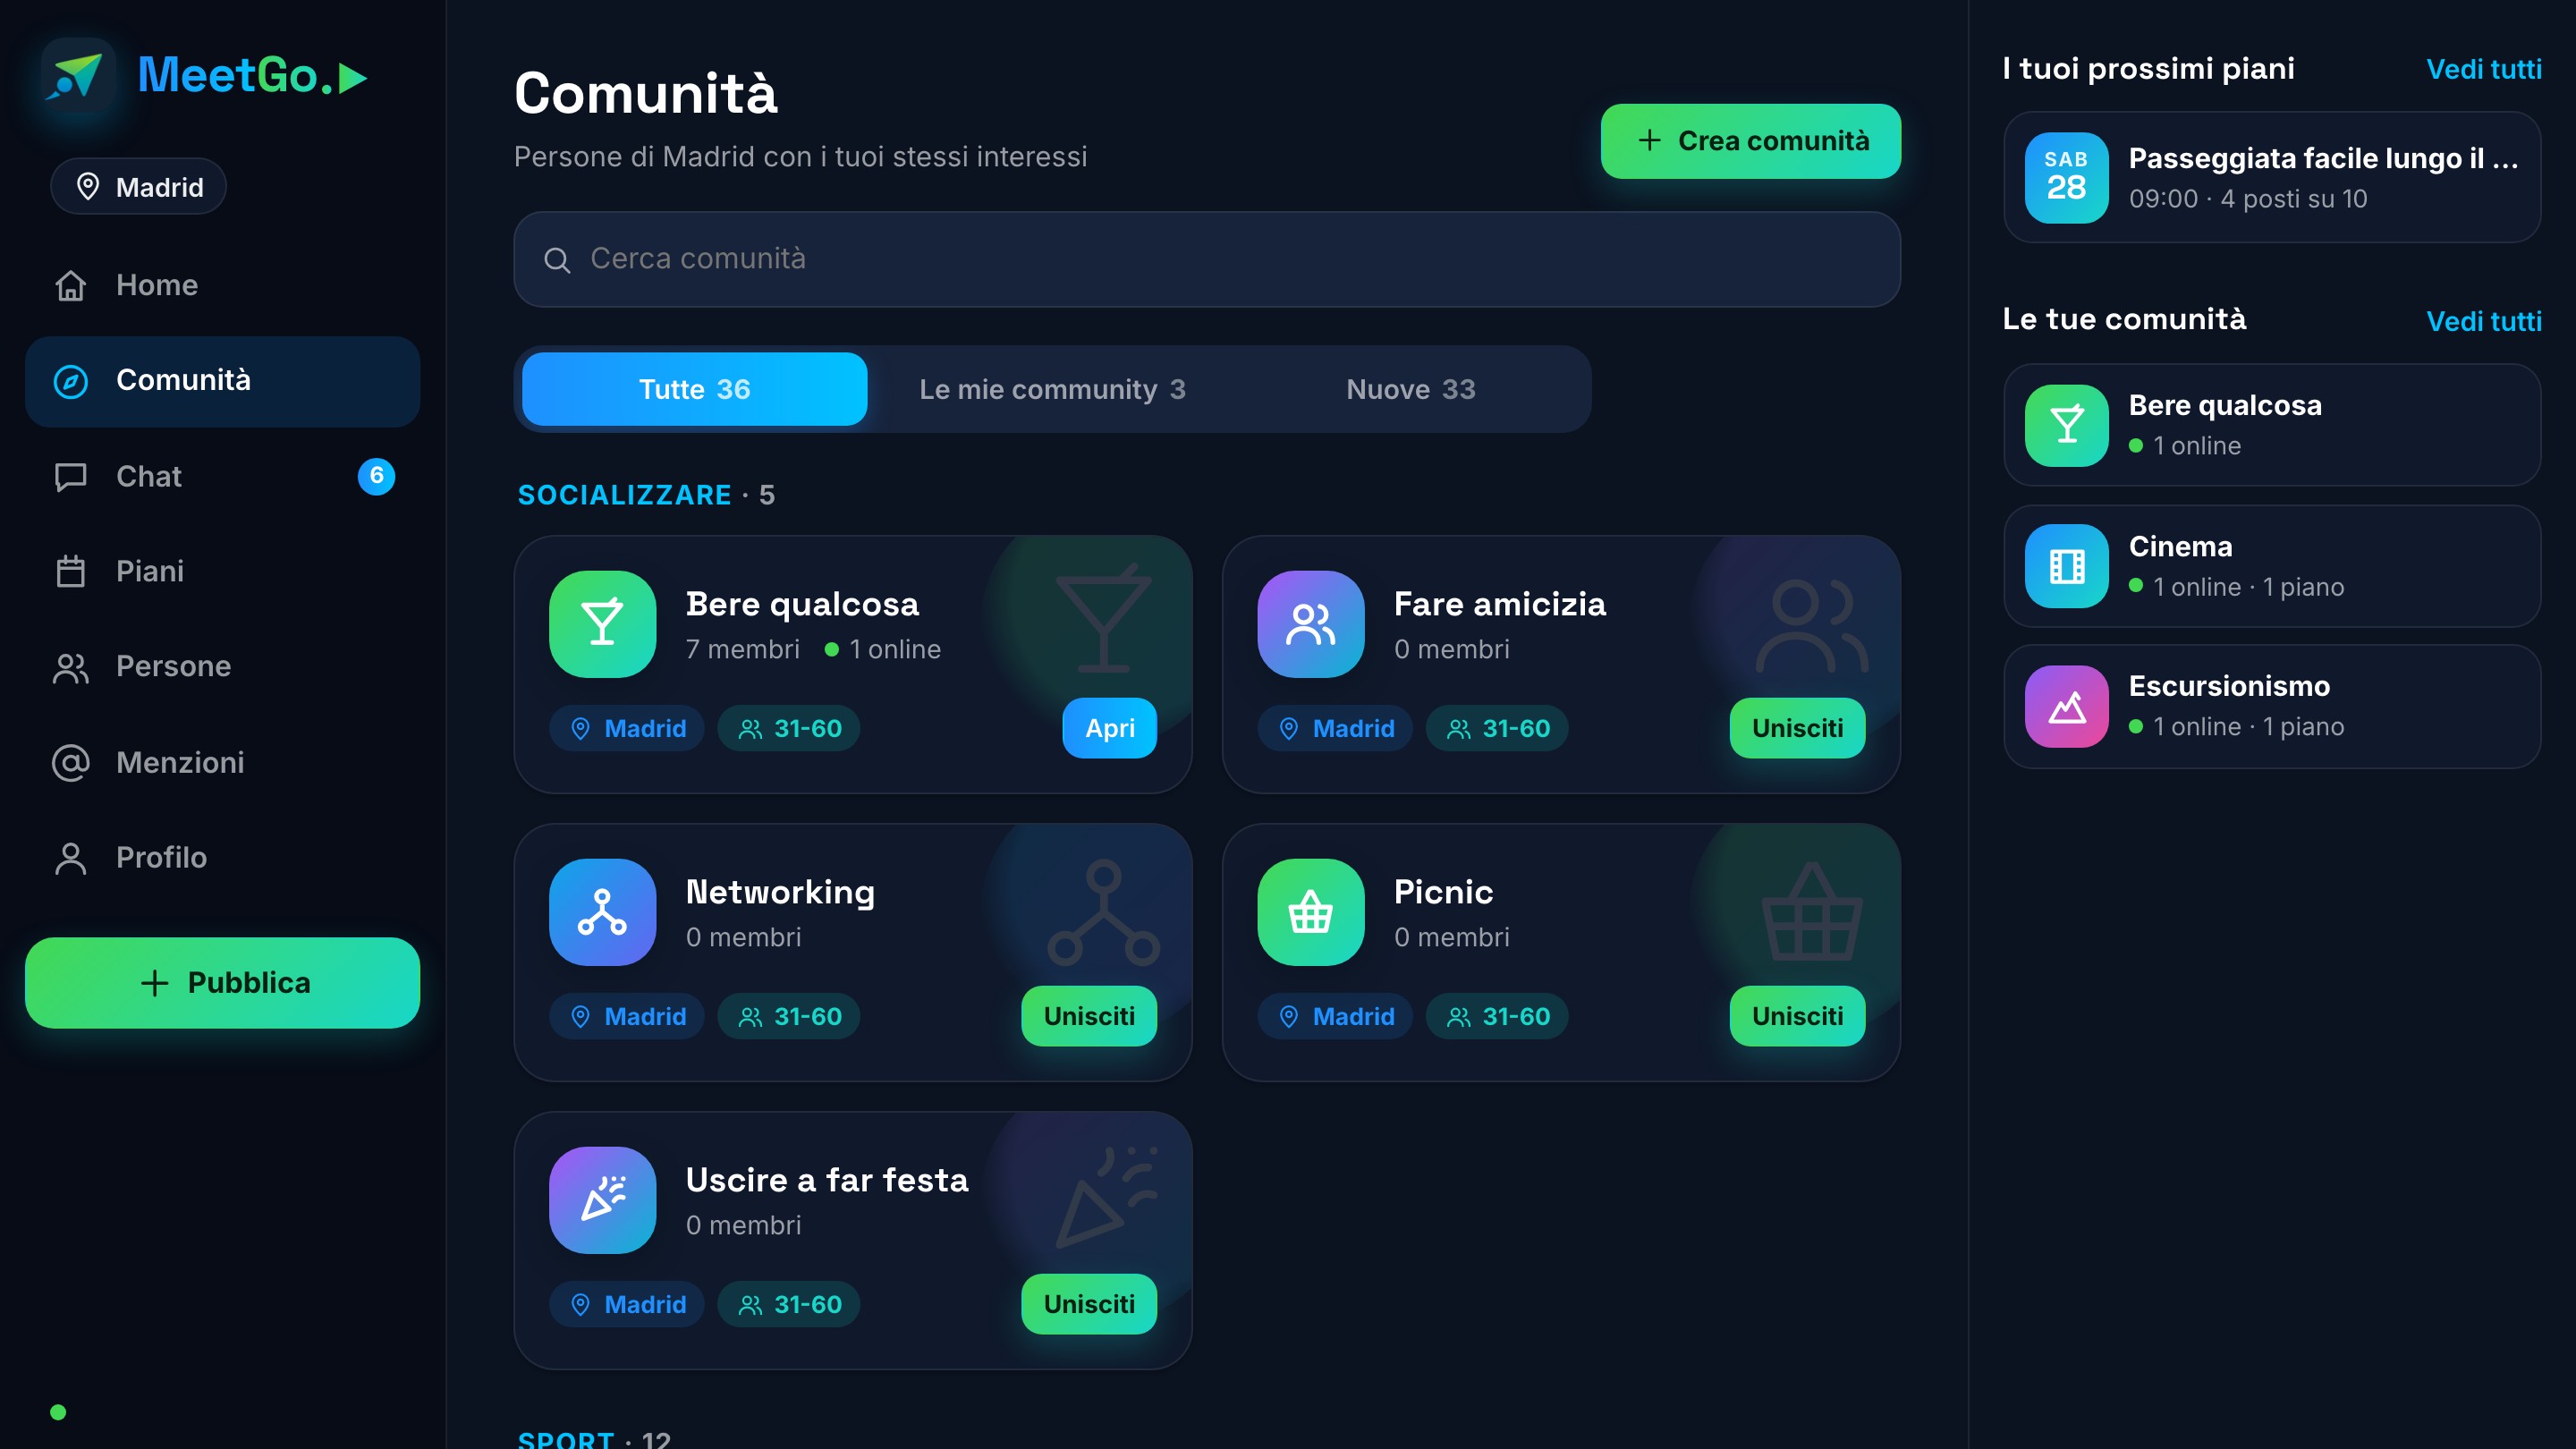 MeetGo.
Madrid
Home
Comunità
Chat 6
Piani
Persone
Menzioni
Profilo
+ Pubblica
Comunità
Persone di Madrid con i tuoi stessi interessi
+ Crea comunità
Cerca comunità
Tutte 36 Le mie community 3 Nuove 33
SOCIALIZZARE · 5
Bere qualcosa
7 membri 1 online
Madrid 31-60 Apri
Fare amicizia
0 membri
Madrid 31-60 Unisciti
Networking
0 membri
Madrid 31-60 Unisciti
Picnic
0 membri
Madrid 31-60 Unisciti
Uscire a far festa
0 membri
Madrid 31-60 Unisciti
SPORT · 12
I tuoi prossimi piani Vedi tutti
SAB
28
Passeggiata facile lungo il ...
09:00 · 4 posti su 10
Le tue comunità Vedi tutti
Bere qualcosa
1 online
Cinema
1 online · 1 piano
Escursionismo
1 online · 1 piano